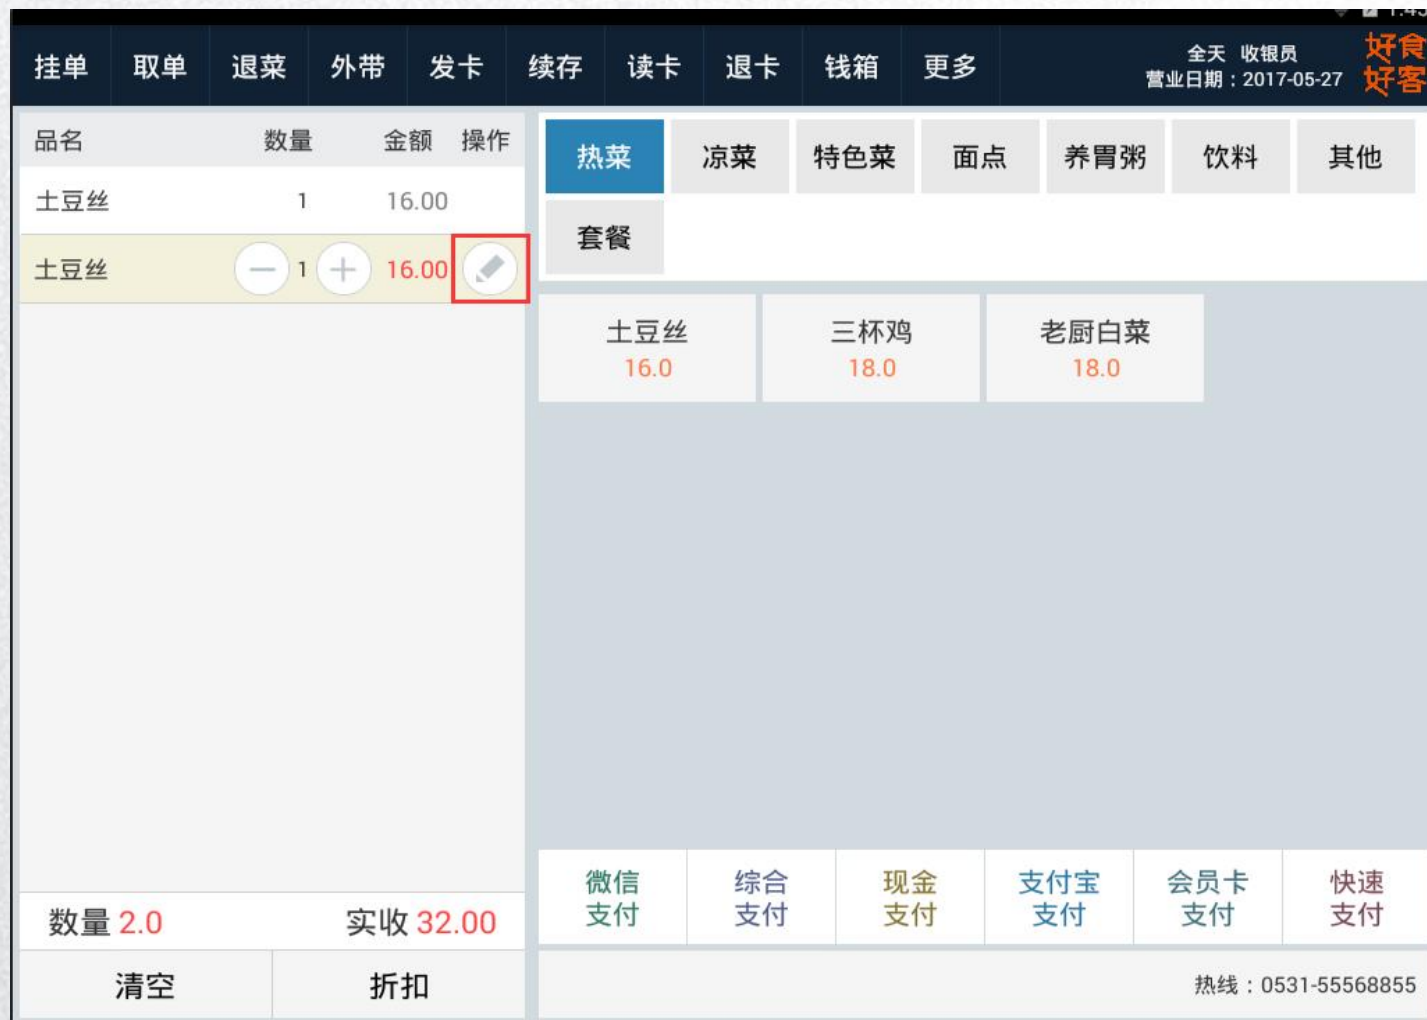 挂单 取单 退菜 外带 发卡 续存 读卡 退卡 钱箱 更多
全天 收银员
营业日期：2017-05-27
好食
好客
品名 数量 金额 操作
土豆丝 1 16.00
土豆丝 1 16.00
热菜 凉菜 特色菜 面点 养胃粥 饮料 其他
套餐
土豆丝
16.0
三杯鸡
18.0
老厨白菜
18.0
微信
支付
综合
支付
现金
支付
支付宝
支付
会员卡
支付
快速
支付
数量 2.0 实收 32.00
清空 折扣
热线：0531-55568855